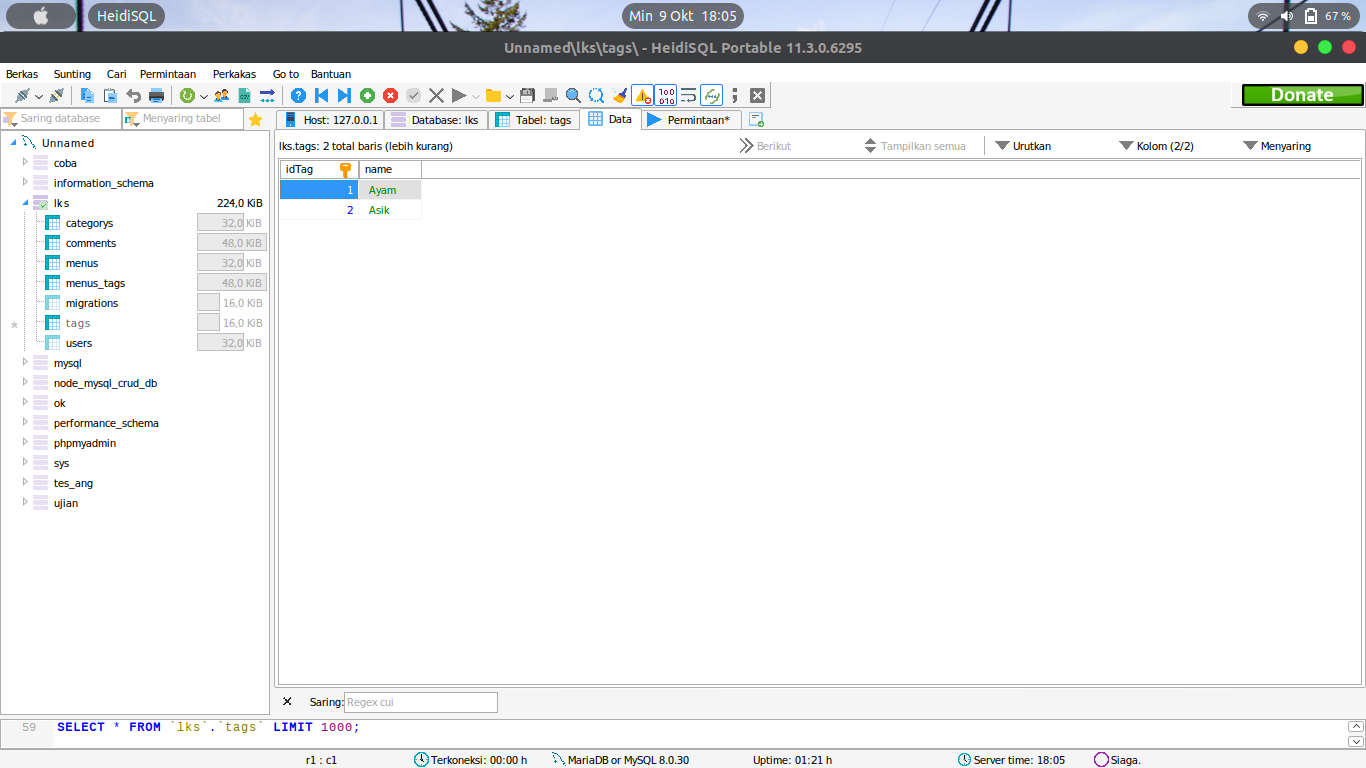 HeidiSQL
Min 9 Okt 18:05
67 %
Unnamed\lks\tags\ - HeidiSQL Portable 11.3.0.6295
Berkas Sunting Cari Permintaan Perkakas Go to Bantuan
Donate
Saring database Menyaring tabel
Host: 127.0.0.1 Database: lks Tabel: tags Data Permintaan*
lks.tags: 2 total baris (lebih kurang) Berikut Tampilkan semua Urutkan Kolom (2/2) Menyaring
idTag name
1 Ayam
2 Asik
Unnamed
coba
information_schema
lks 224,0 KiB
categorys 32,0 KiB
comments 48,0 KiB
menus 32,0 KiB
menus_tags 48,0 KiB
migrations 16,0 KiB
tags 16,0 KiB
users 32,0 KiB
mysql
node_mysql_crud_db
ok
performance_schema
phpmyadmin
sys
tes_ang
ujian
Saring: Regex cui
59 SELECT * FROM `lks`.`tags` LIMIT 1000;
r1 : c1 Terkoneksi: 00:00 h MariaDB or MySQL 8.0.30 Uptime: 01:21 h Server time: 18:05 Siaga.